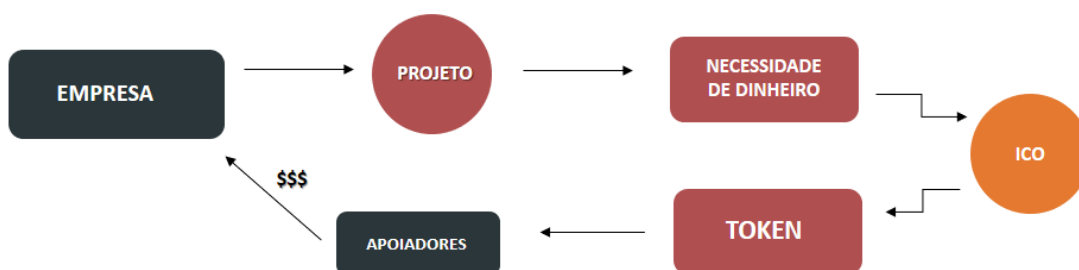 EMPRESA
PROJETO
NECESSIDADE
DE DINHEIRO
ICO
TOKEN
APOIADORES
$$$